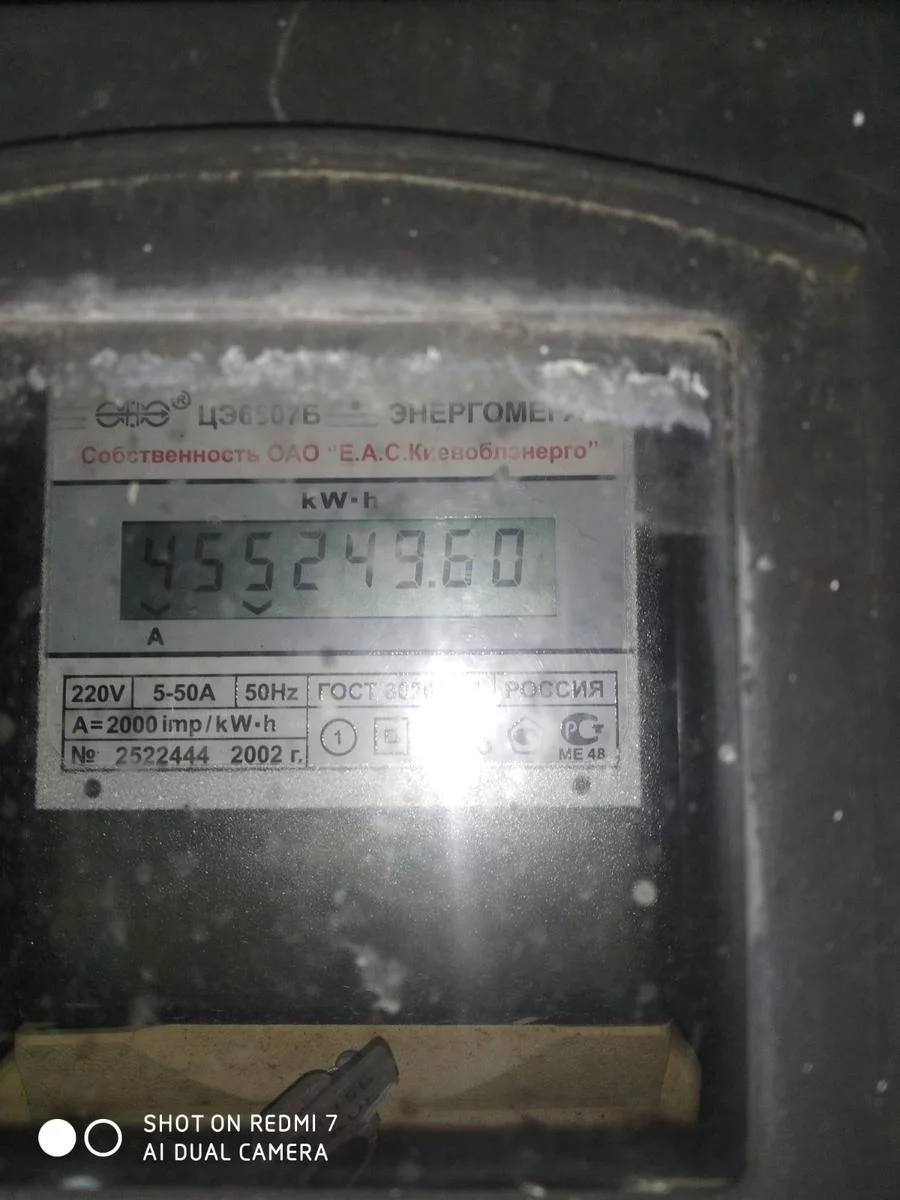 ® ЦЭ6807Б ЭНЕРГОМЕРА
Собственность ОАО "Е.А.С.Киевоблэнерго"
kW·h
455249.60
A
220V 5-50A 50Hz ГОСТ РОССИЯ
A=2000 imp/kW·h
1
№ 2522444 2002 г.
РСТ
ME 48
SHOT ON REDMI 7
AI DUAL CAMERA